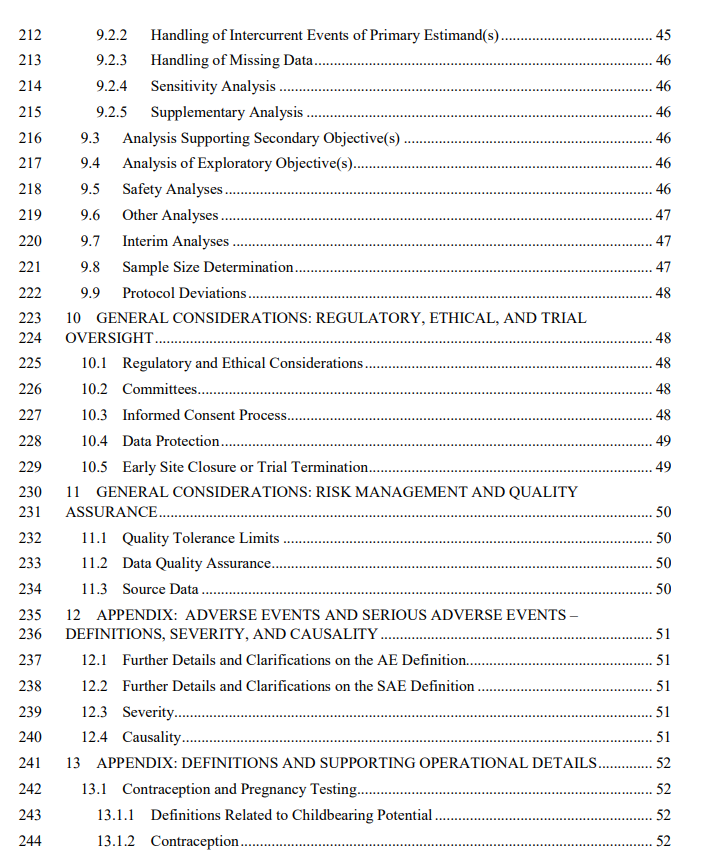 212 9.2.2 Handling of Intercurrent Events of Primary Estimand(s) 45
213 9.2.3 Handling of Missing Data 46
214 9.2.4 Sensitivity Analysis 46
215 9.2.5 Supplementary Analysis 46
216 9.3 Analysis Supporting Secondary Objective(s) 46
217 9.4 Analysis of Exploratory Objective(s) 46
218 9.5 Safety Analyses 46
219 9.6 Other Analyses 47
220 9.7 Interim Analyses 47
221 9.8 Sample Size Determination 47
222 9.9 Protocol Deviations 48
223 10 GENERAL CONSIDERATIONS: REGULATORY, ETHICAL, AND TRIAL
224 OVERSIGHT 48
225 10.1 Regulatory and Ethical Considerations 48
226 10.2 Committees 48
227 10.3 Informed Consent Process 48
228 10.4 Data Protection 49
229 10.5 Early Site Closure or Trial Termination 49
230 11 GENERAL CONSIDERATIONS: RISK MANAGEMENT AND QUALITY
231 ASSURANCE 50
232 11.1 Quality Tolerance Limits 50
233 11.2 Data Quality Assurance 50
234 11.3 Source Data 50
235 12 APPENDIX: ADVERSE EVENTS AND SERIOUS ADVERSE EVENTS –
236 DEFINITIONS, SEVERITY, AND CAUSALITY 51
237 12.1 Further Details and Clarifications on the AE Definition 51
238 12.2 Further Details and Clarifications on the SAE Definition 51
239 12.3 Severity 51
240 12.4 Causality 51
241 13 APPENDIX: DEFINITIONS AND SUPPORTING OPERATIONAL DETAILS 52
242 13.1 Contraception and Pregnancy Testing 52
243 13.1.1 Definitions Related to Childbearing Potential 52
244 13.1.2 Contraception 52